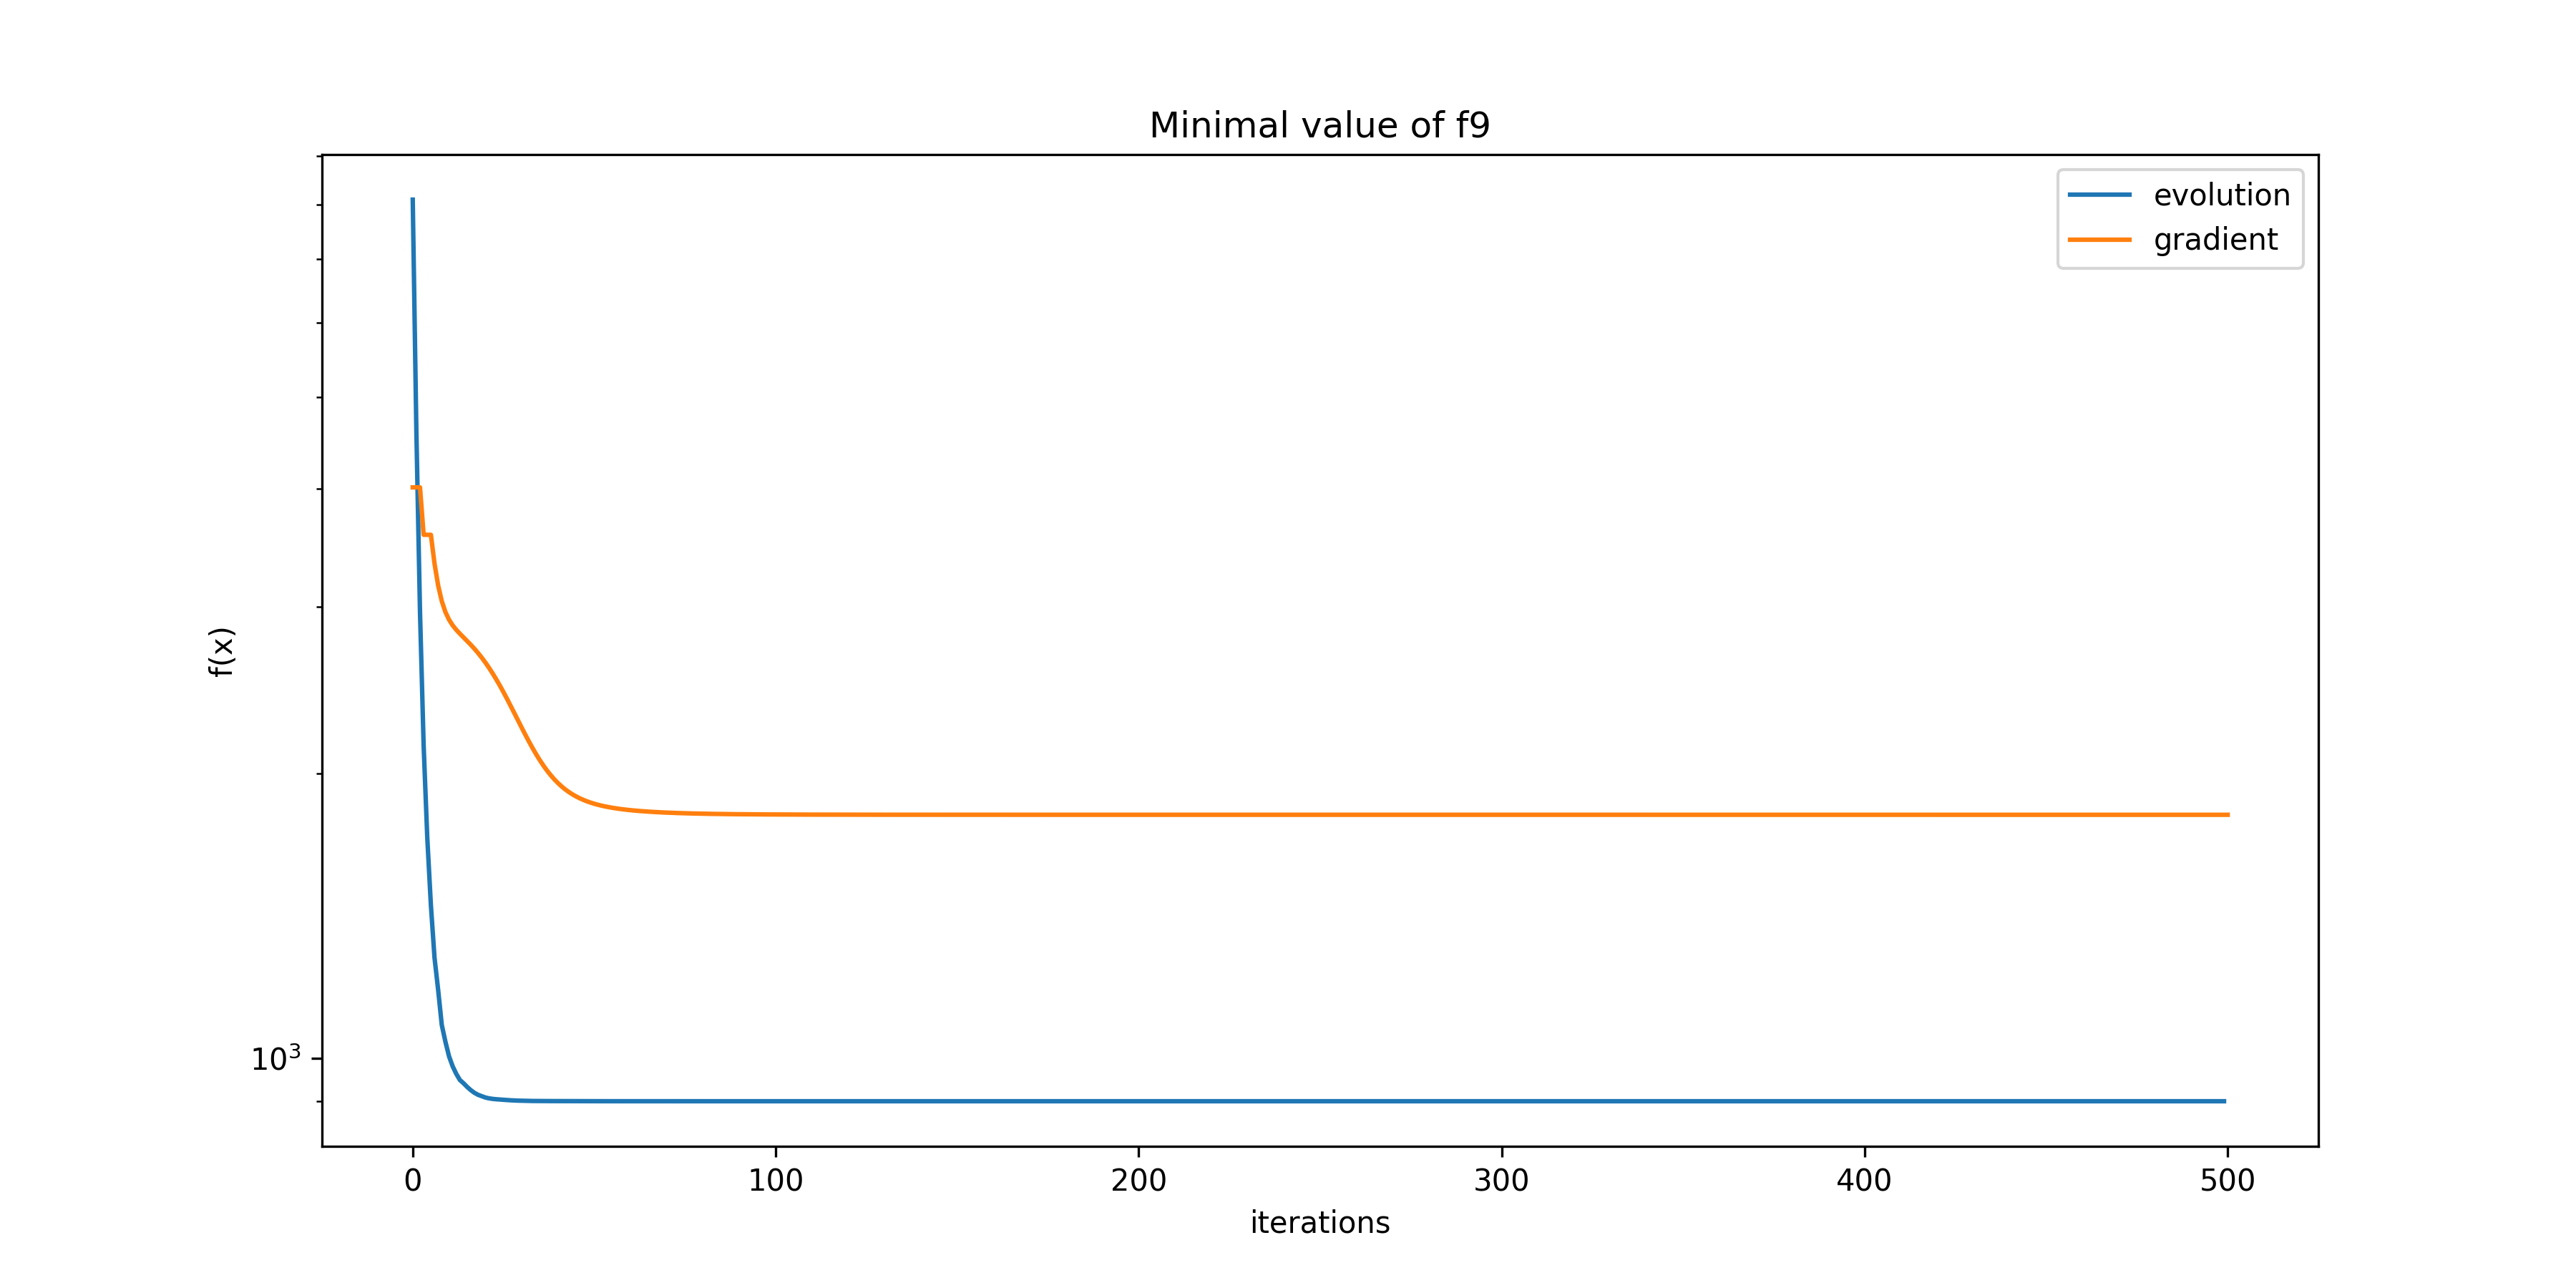 Minimal value of f9
evolution
gradient
f(x)
10³
0 100 200 300 400 500
iterations